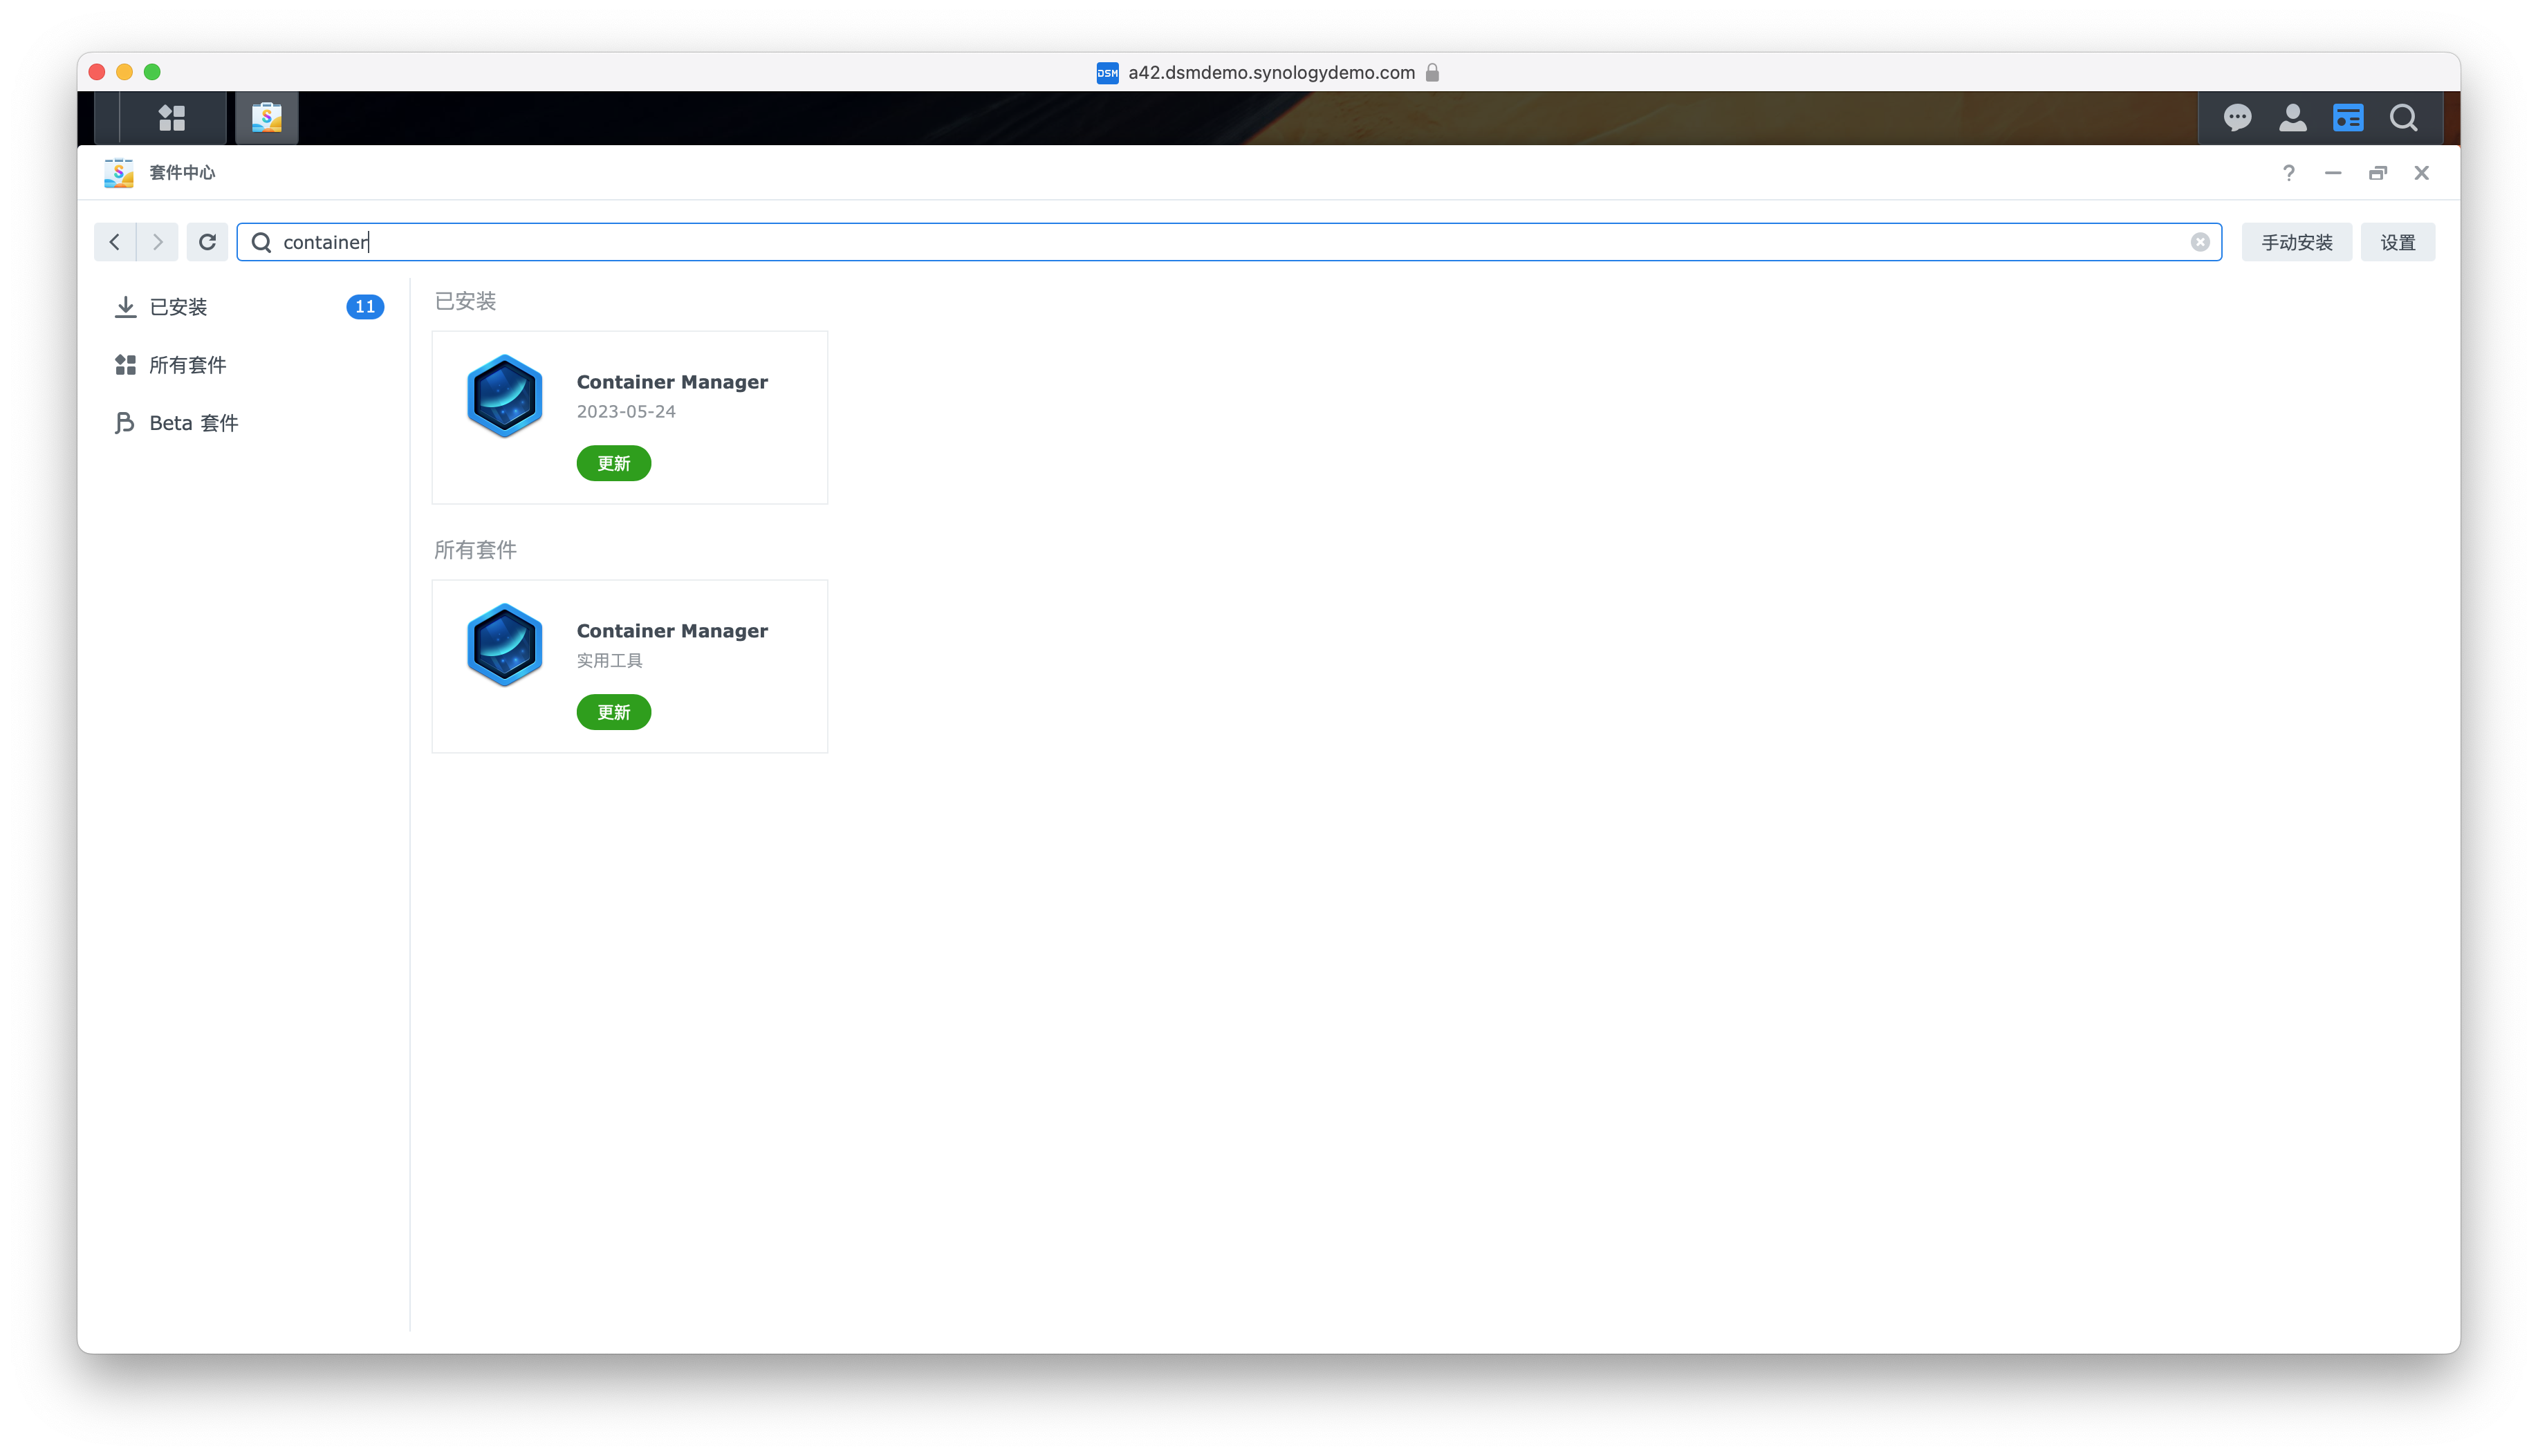 DSM a42.dsmdemo.synologydemo.com
S
S 套件中心
?
container
手动安装
设置
已安装 11
所有套件
Beta 套件
已安装
Container Manager
2023-05-24
更新
所有套件
Container Manager
实用工具
更新